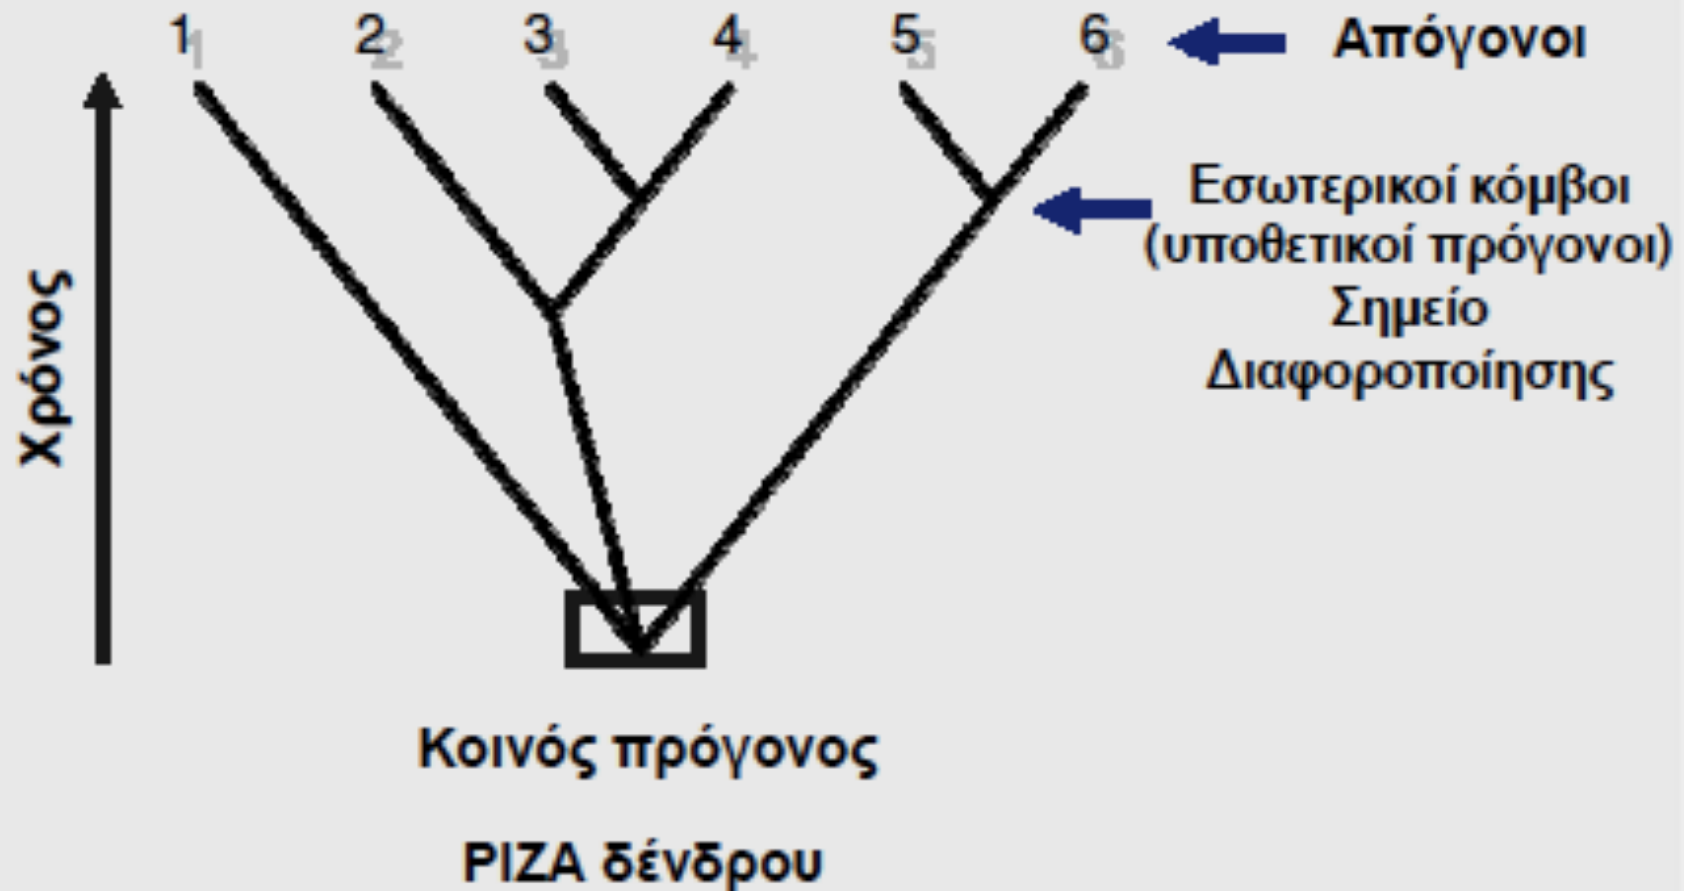 1 2 3 4 5 6
Απόγονοι
Εσωτερικοί κόμβοι
(υποθετικοί πρόγονοι)
Σημείο
Διαφοροποίησης
Χρόνος
Κοινός πρόγονος
ΡΙΖΑ δένδρου